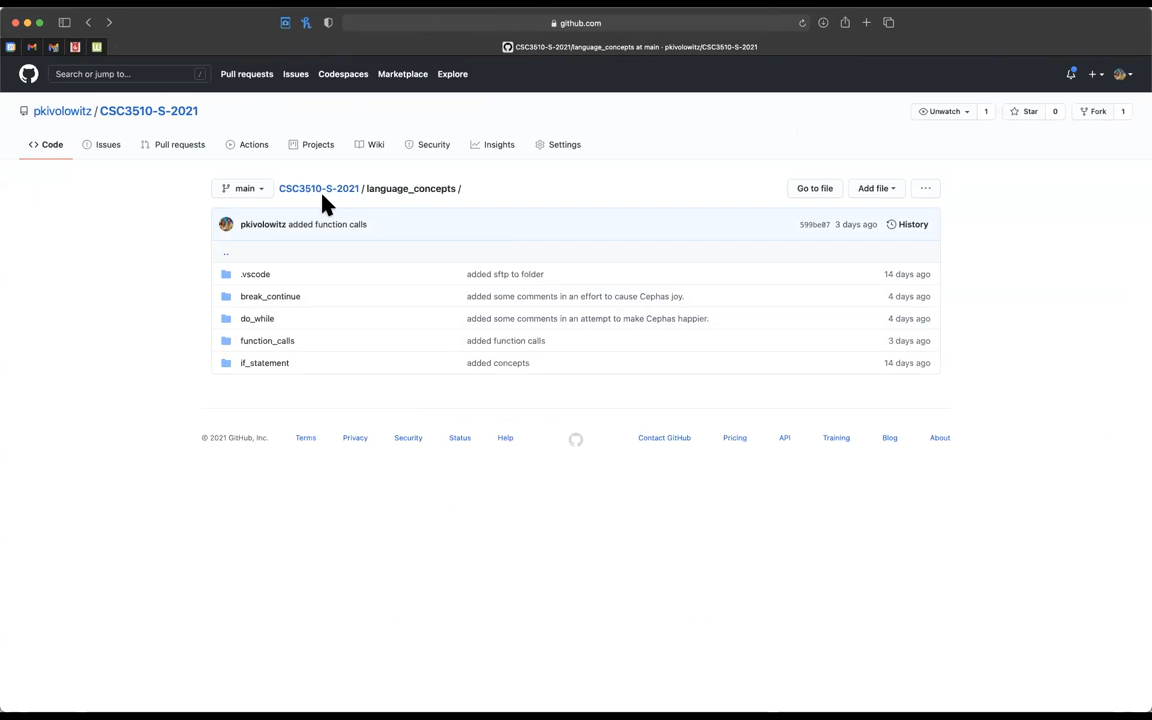 github.com
CSC3510-S-2021/language_concepts at main · pkivolowitz/CSC3510-S-2021
Search or jump to... /
Pull requests Issues Codespaces Marketplace Explore
pkivolowitz / CSC3510-S-2021
Unwatch 1 Star 0 Fork 1
<> Code Issues Pull requests Actions Projects Wiki Security Insights Settings
main CSC3510-S-2021 / language_concepts / Go to file Add file ...
pkivolowitz added function calls 599be07 3 days ago History
..
.vscode added sftp to folder 14 days ago
break_continue added some comments in an effort to cause Cephas joy. 4 days ago
do_while added some comments in an attempt to make Cephas happier. 4 days ago
function_calls added function calls 3 days ago
if_statement added concepts 14 days ago
© 2021 GitHub, Inc. Terms Privacy Security Status Help Contact GitHub Pricing API Training Blog About